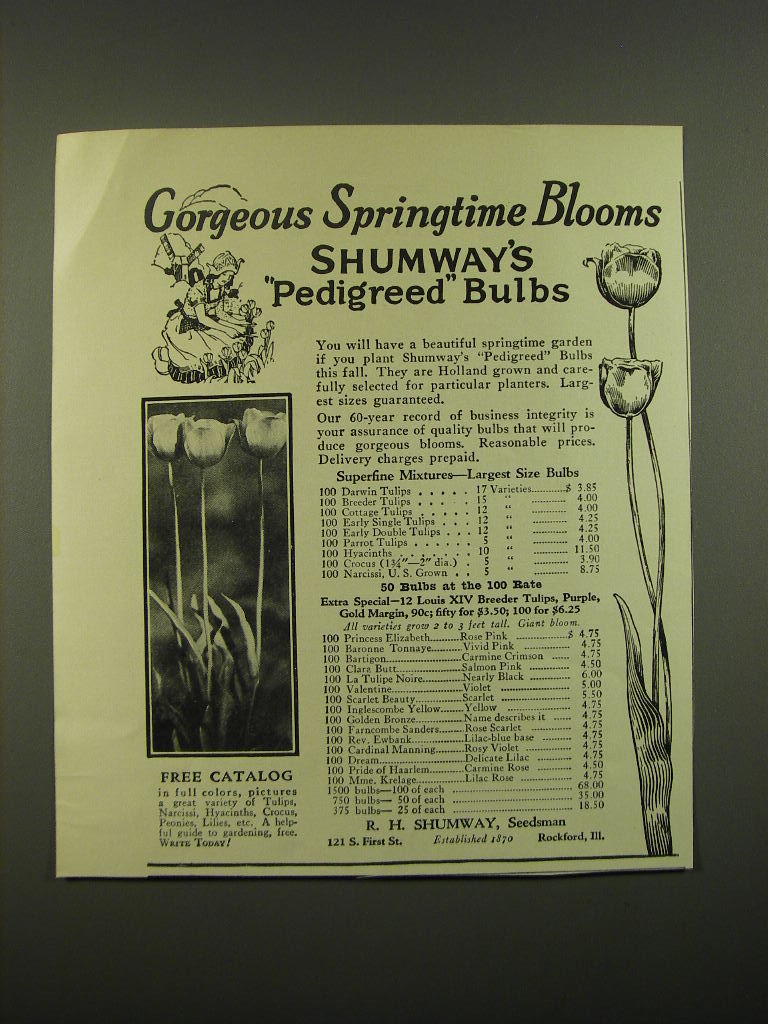 Gorgeous Springtime Blooms
SHUMWAY'S
"Pedigreed" Bulbs
You will have a beautiful springtime garden
if you plant Shumway's "Pedigreed" Bulbs
this fall. They are Holland grown and care-
fully selected for particular planters. Larg-
est sizes guaranteed.
Our 60-year record of business integrity is
your assurance of quality bulbs that will pro-
duce gorgeous blooms. Reasonable prices.
Delivery charges prepaid.
Superfine Mixtures—Largest Size Bulbs
100 Darwin Tulips . . . . . 17 Varieties..........$ 3.85
100 Breeder Tulips . . . . . 15 " .......... 4.00
100 Cottage Tulips . . . . . 12 " .......... 4.00
100 Early Single Tulips . . . 12 " .......... 4.25
100 Early Double Tulips . . . 12 " .......... 4.25
100 Parrot Tulips . . . . . . 5 " .......... 4.00
100 Hyacinths . . . . . . . . 10 " .......... 11.50
100 Crocus (1¾"—2" dia.) . 5 " .......... 3.90
100 Narcissi, U. S. Grown . . 5 " .......... 8.75
50 Bulbs at the 100 Rate
Extra Special—12 Louis XIV Breeder Tulips, Purple,
Gold Margin, 90c; fifty for $3.50; 100 for $6.25
All varieties grow 2 to 3 feet tall. Giant bloom.
100 Princess Elizabeth..........Rose Pink ..........$ 4.75
100 Baronne Tonnaye..........Vivid Pink .......... 4.75
100 Bartigon..........Carmine Crimson .......... 4.75
100 Clara Butt..........Salmon Pink .......... 4.50
100 La Tulipe Noire..........Nearly Black .......... 6.00
100 Valentine..........Violet .......... 5.00
100 Scarlet Beauty..........Scarlet .......... 5.50
100 Inglescombe Yellow..........Yellow .......... 4.75
100 Golden Bronze..........Name describes it .......... 4.75
100 Farncombe Sanders..........Rose Scarlet .......... 4.75
100 Rev. Ewbank..........Lilac-blue base .......... 4.75
100 Cardinal Manning..........Rosy Violet .......... 4.75
100 Dream..........Delicate Lilac .......... 4.75
100 Pride of Haarlem..........Carmine Rose .......... 4.50
100 Mme. Krelage..........Lilac Rose .......... 4.75
1500 bulbs—100 of each .......... 68.00
750 bulbs— 50 of each .......... 35.00
375 bulbs— 25 of each .......... 18.50
R. H. SHUMWAY, Seedsman
121 S. First St. Established 1870 Rockford, Ill.
FREE CATALOG
in full colors, pictures
a great variety of Tulips,
Narcissi, Hyacinths, Crocus,
Peonies, Lilies, etc. A help-
ful guide to gardening, free.
WRITE TODAY!